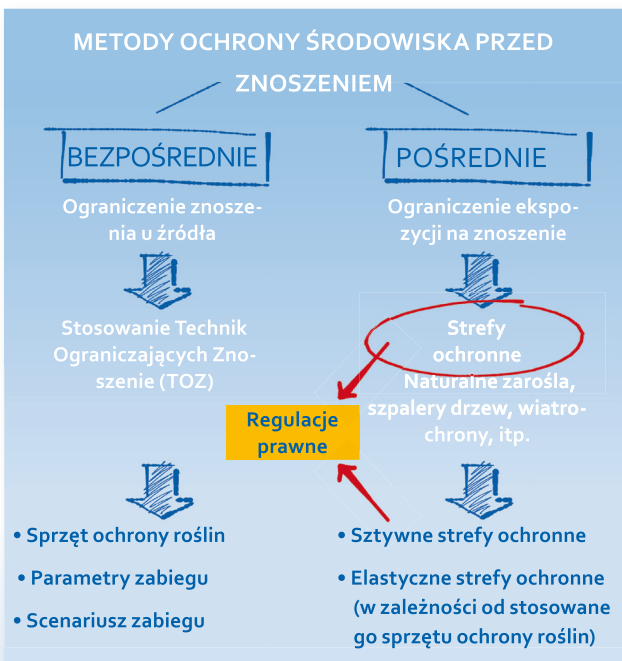 METODY OCHRONY ŚRODOWISKA PRZED
ZNOSZENIEM
BEZPOŚREDNIE
Ograniczenie znosze-
nia u źródła
Stosowanie Technik
Ograniczających Zno-
szenie (TOZ)
• Sprzęt ochrony roślin
• Parametry zabiegu
• Scenariusz zabiegu
POŚREDNIE
Ograniczenie ekspo-
zycji na znoszenie
Strefy
ochronne
Naturalne zarośla,
szpalery drzew, wiatro-
chrony, itp.
Regulacje
prawne
• Sztywne strefy ochronne
• Elastyczne strefy ochronne
(w zależności od stosowane
go sprzętu ochrony roślin)